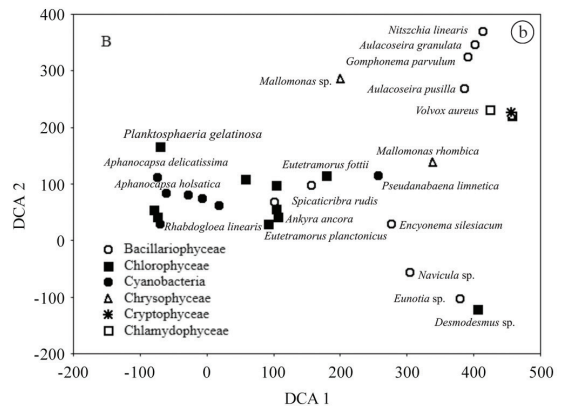 400
300
200
100
0
-100
-200
DCA 2
B
b
Nitszchia linearis
Aulacoseira granulata
Gomphonema parvulum
Mallomonas sp.
Aulacoseira pusilla
Volvox aureus
Planktosphaeria gelatinosa
Mallomonas rhombica
Aphanocapsa delicatissima
Eutetramorus fottii
Aphanocapsa holsatica
Pseudanabaena limnetica
Spicaticribra rudis
Rhabdogloea linearis
Ankyra ancora
Encyonema silesiacum
Eutetramorus planctonicus
Bacillariophyceae
Chlorophyceae
Cyanobacteria
Chrysophyceae
Cryptophyceae
Chlamydophyceae
Navicula sp.
Eunotia sp.
Desmodesmus sp.
-200 -100 0 100 200 300 400 500
DCA 1